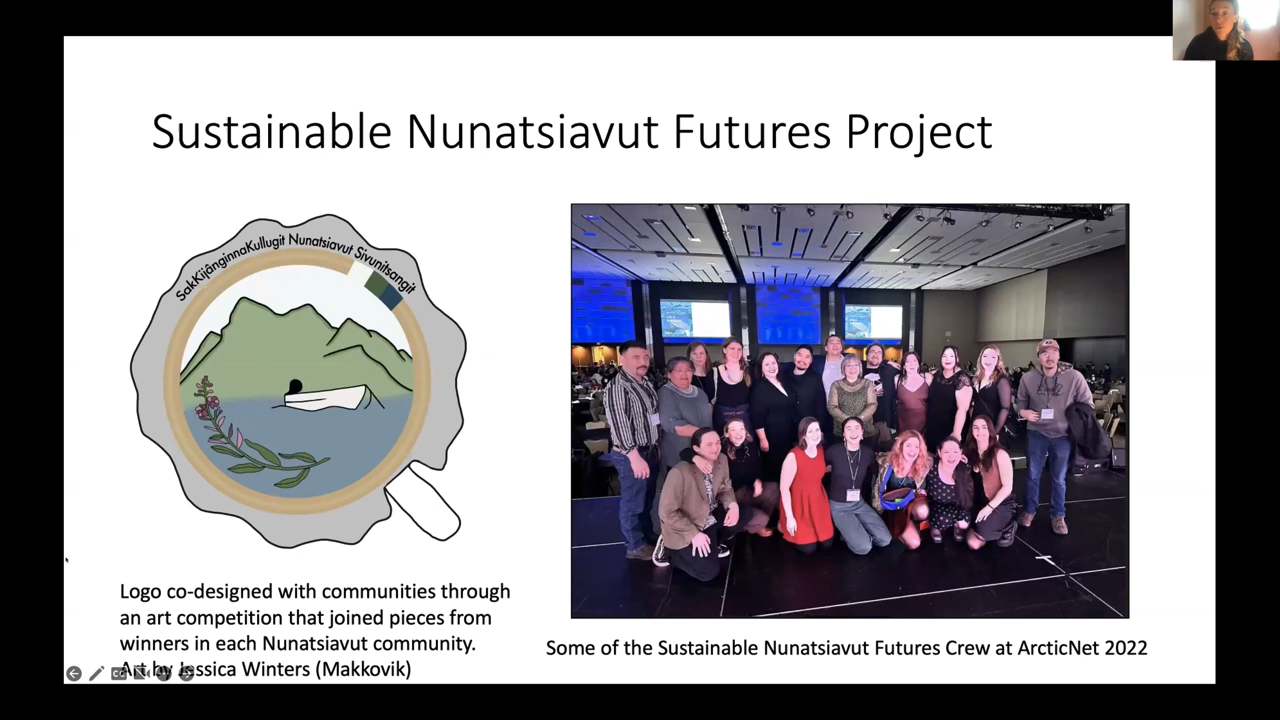 Sustainable Nunatsiavut Futures Project
SakKijânginnaKullugit Nunatsiavut Sivunitsangit
Logo co-designed with communities through
an art competition that joined pieces from
winners in each Nunatsiavut community.
Art by Jessica Winters (Makkovik)
Some of the Sustainable Nunatsiavut Futures Crew at ArcticNet 2022